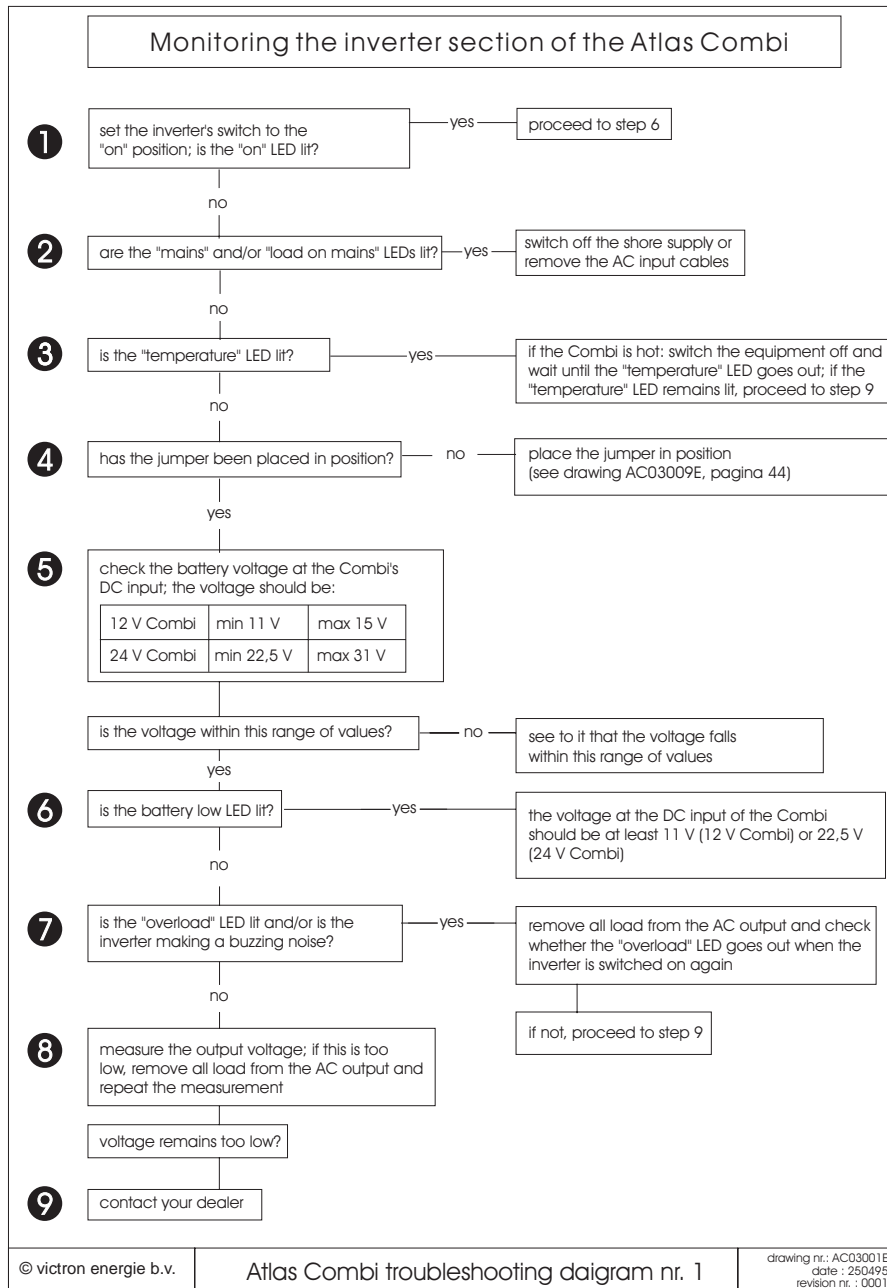 Monitoring the inverter section of the Atlas Combi
1
set the inverter's switch to the
"on" position; is the "on" LED lit?
yes
proceed to step 6
no
2
are the "mains" and/or "load on mains" LEDs lit?
yes
switch off the shore supply or
remove the AC input cables
no
3
is the "temperature" LED lit?
yes
if the Combi is hot: switch the equipment off and
wait until the "temperature" LED goes out; if the
"temperature" LED remains lit, proceed to step 9
no
4
has the jumper been placed in position?
no
place the jumper in position
(see drawing AC03009E, pagina 44)
yes
5
check the battery voltage at the Combi's
DC input; the voltage should be:
12 V Combi min 11 V max 15 V
24 V Combi min 22,5 V max 31 V
is the voltage within this range of values?
no
see to it that the voltage falls
within this range of values
yes
6
is the battery low LED lit?
yes
the voltage at the DC input of the Combi
should be at least 11 V (12 V Combi) or 22,5 V
(24 V Combi)
no
7
is the "overload" LED lit and/or is the
inverter making a buzzing noise?
yes
remove all load from the AC output and check
whether the "overload" LED goes out when the
inverter is switched on again
no
if not, proceed to step 9
8
measure the output voltage; if this is too
low, remove all load from the AC output and
repeat the measurement
voltage remains too low?
9
contact your dealer
© victron energie b.v.
Atlas Combi troubleshooting daigram nr. 1
drawing nr.: AC03001E
date : 250495
revision nr. : 0001